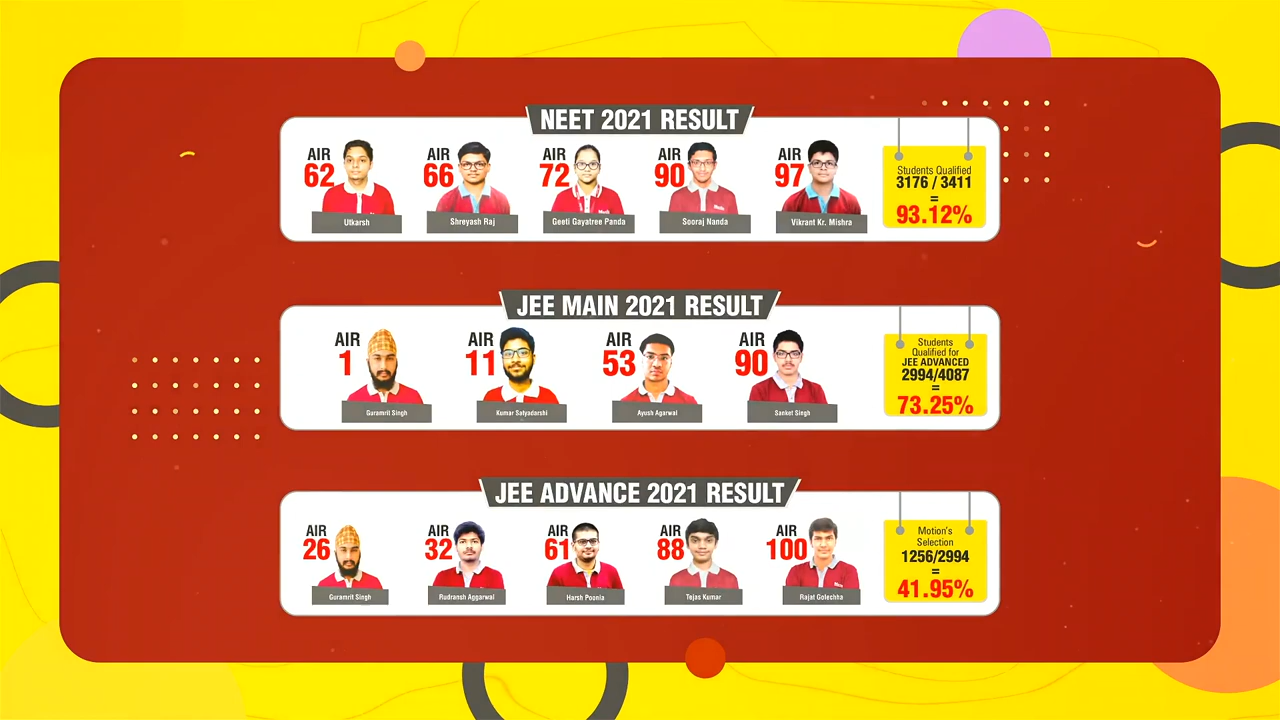 NEET 2021 RESULT
AIR
62
Utkarsh
AIR
66
Shreyash Raj
AIR
72
Geeti Gayatree Panda
AIR
90
Sooraj Nanda
AIR
97
Vikrant Kr. Mishra
Students Qualified
3176 / 3411
=
93.12%
JEE MAIN 2021 RESULT
AIR
1
Guramrit Singh
AIR
11
Kumar Satyadarshi
AIR
53
Ayush Agarwal
AIR
90
Sanket Singh
Students
Qualified for
JEE ADVANCED
2994/4087
=
73.25%
JEE ADVANCE 2021 RESULT
AIR
26
Guramrit Singh
AIR
32
Rudransh Aggarwal
AIR
61
Harsh Poonia
AIR
88
Tejas Kumar
AIR
100
Rajat Golechha
Motion's
Selection
1256/2994
=
41.95%